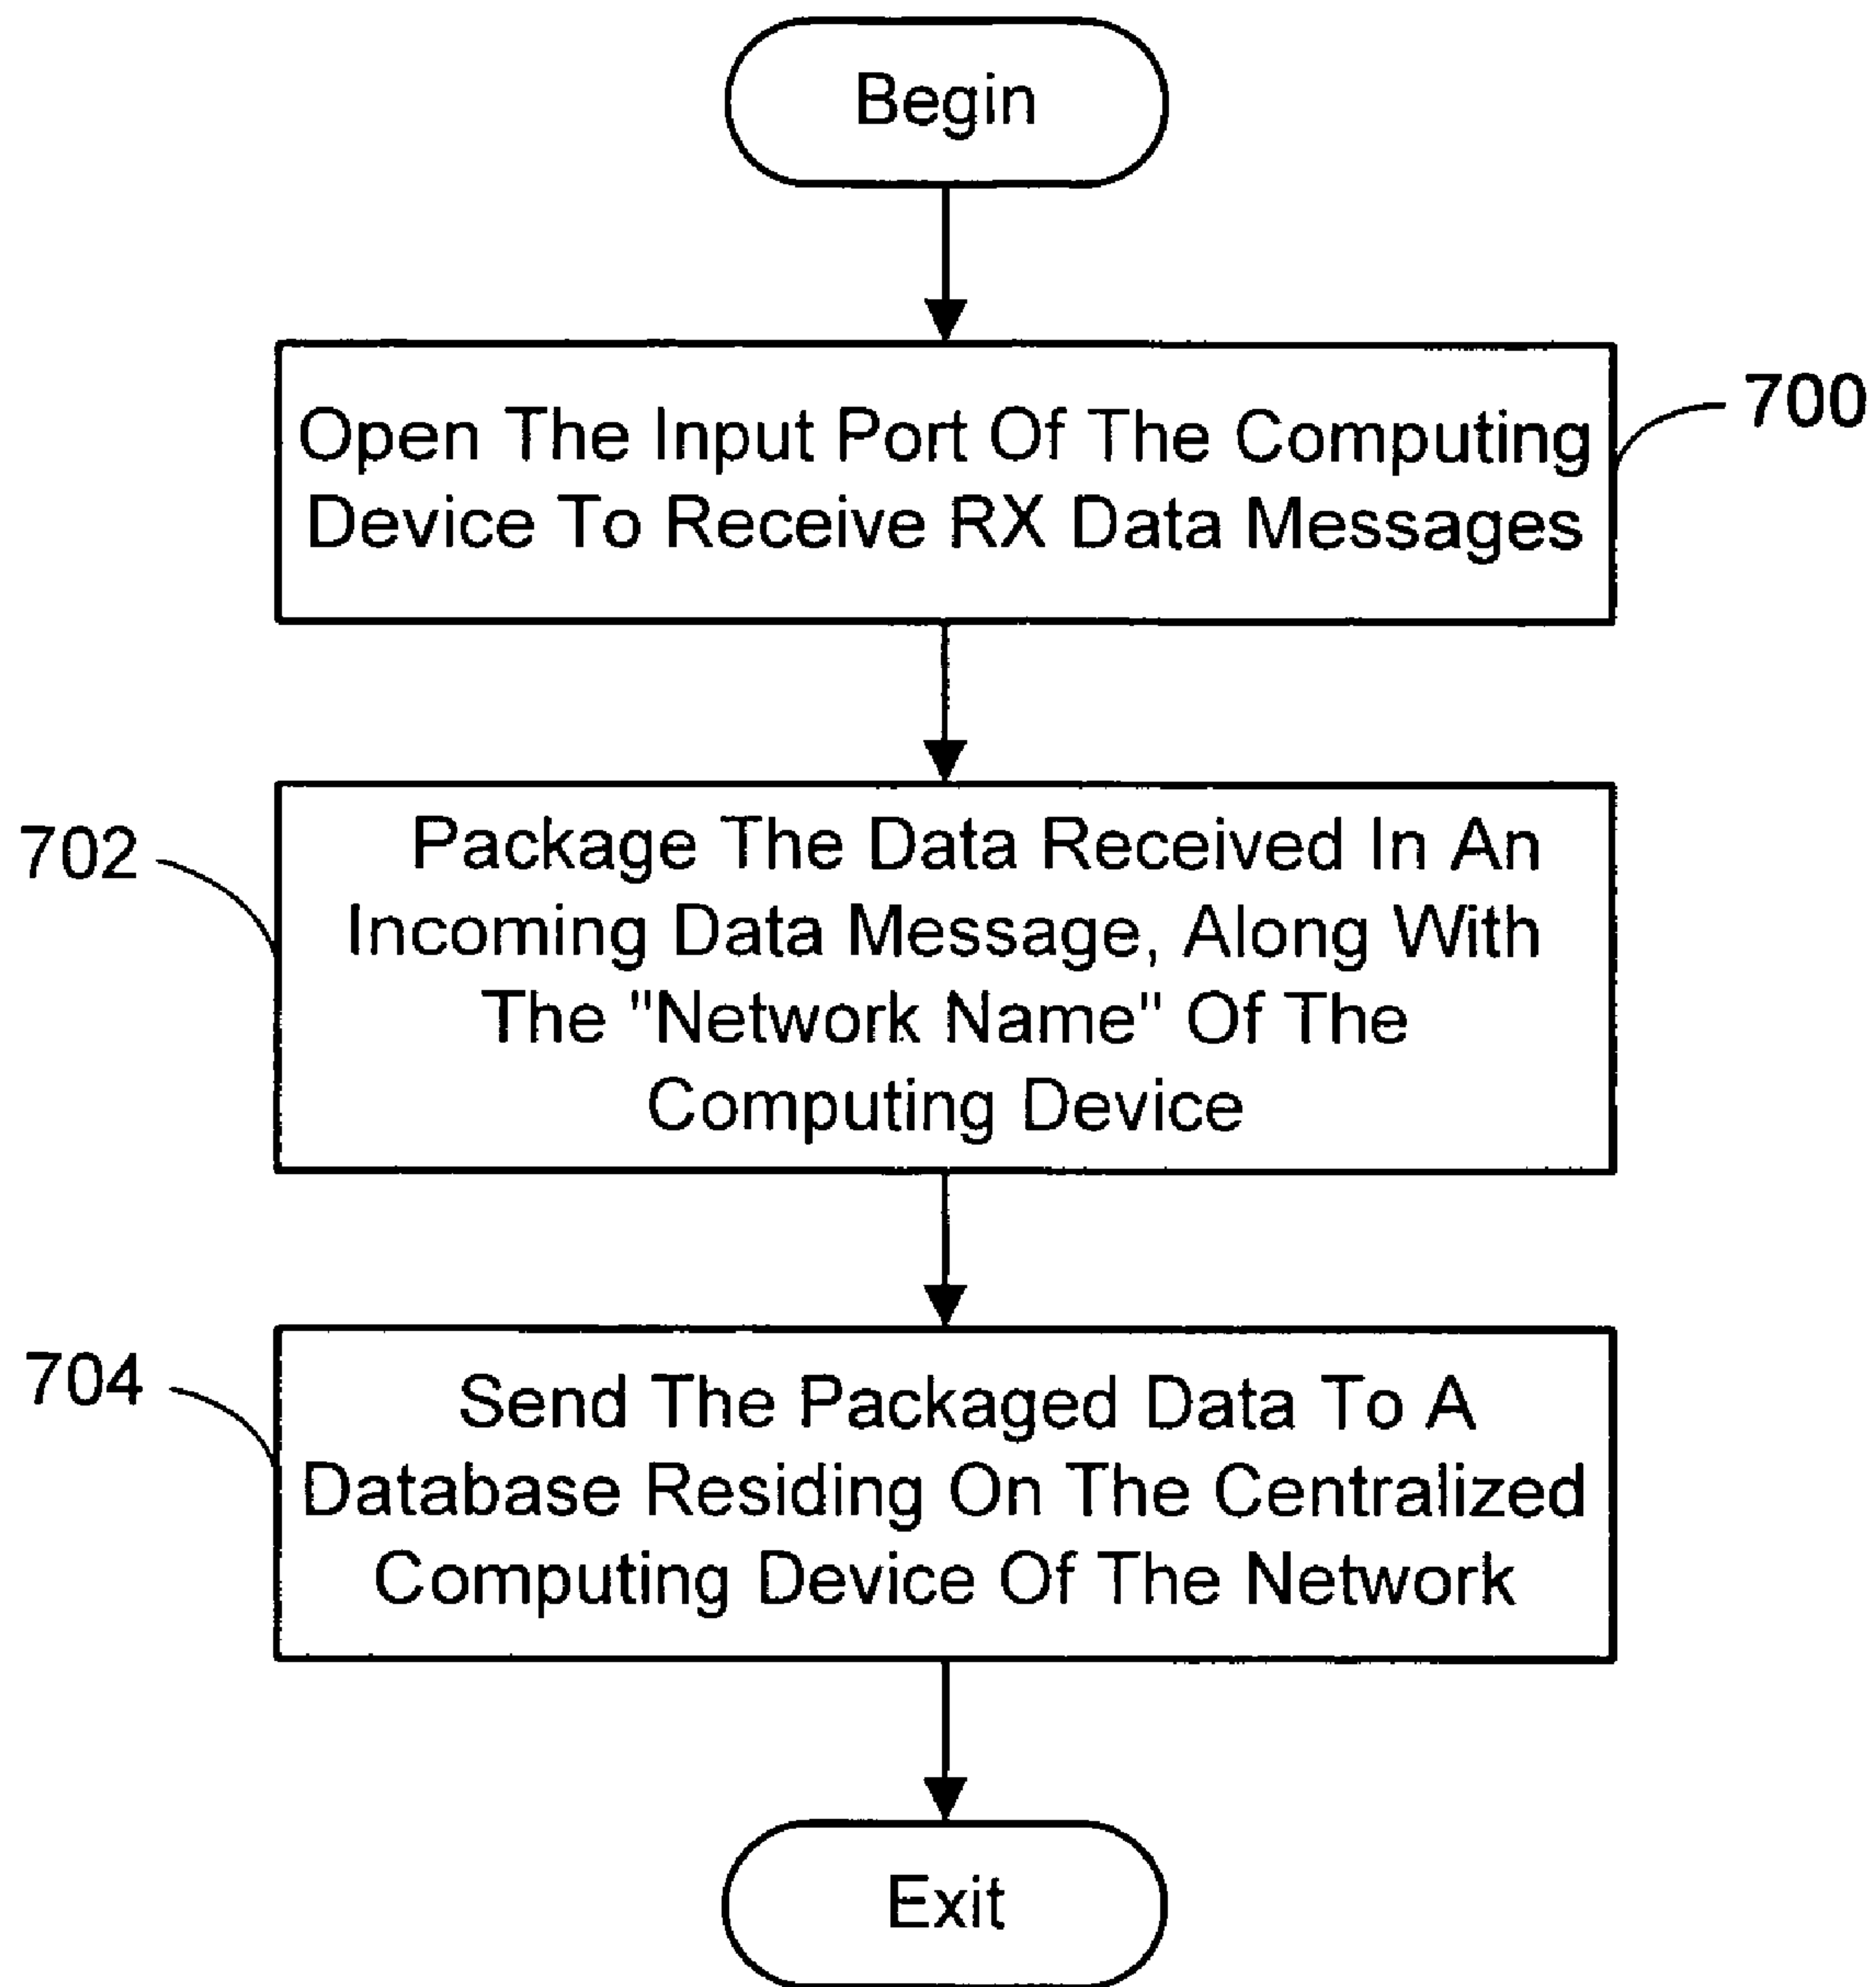 Begin
Open The Input Port Of The Computing
Device To Receive RX Data Messages
700
702
Package The Data Received In An
Incoming Data Message, Along With
The "Network Name" Of The
Computing Device
704
Send The Packaged Data To A
Database Residing On The Centralized
Computing Device Of The Network
Exit